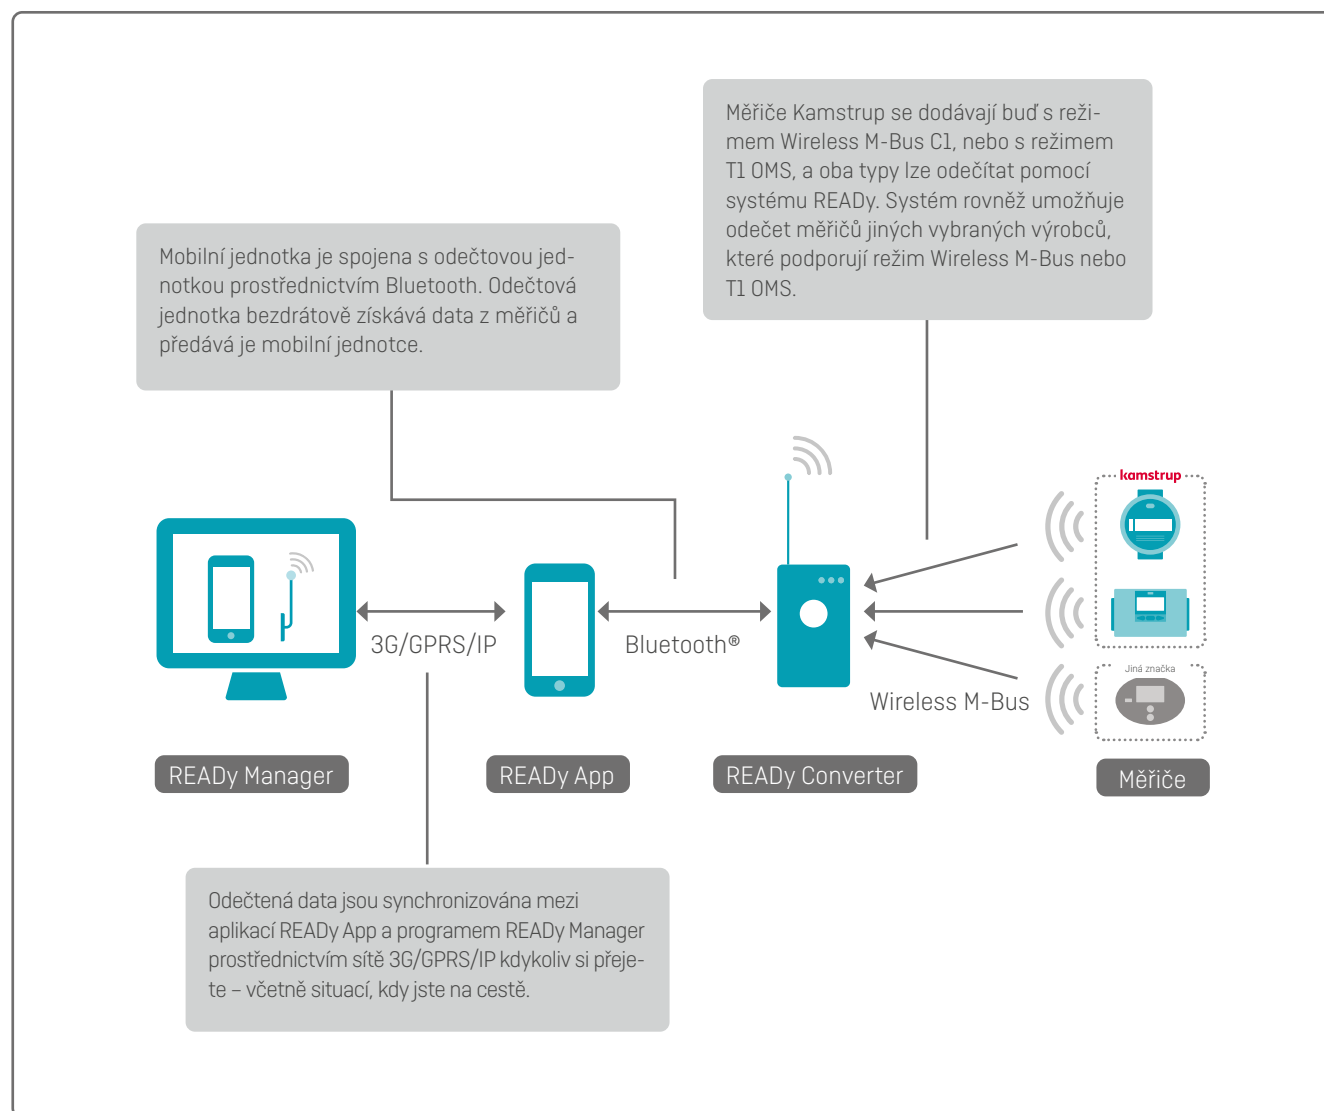 Měřiče Kamstrup se dodávají buď s reži-
mem Wireless M-Bus C1, nebo s režimem
T1 OMS, a oba typy lze odečítat pomocí
systému READy. Systém rovněž umožňuje
odečet měřičů jiných vybraných výrobců,
které podporují režim Wireless M-Bus nebo
T1 OMS.
Mobilní jednotka je spojena s odečtovou jed-
notkou prostřednictvím Bluetooth. Odečtová
jednotka bezdrátově získává data z měřičů a
předává je mobilní jednotce.
kamstrup
3G/GPRS/IP
Bluetooth®
Jiná značka
Wireless M-Bus
READy Manager
READy App
READy Converter
Měřiče
Odečtená data jsou synchronizována mezi
aplikací READy App a programem READy Manager
prostřednictvím sítě 3G/GPRS/IP kdykoliv si přeje-
te – včetně situací, kdy jste na cestě.